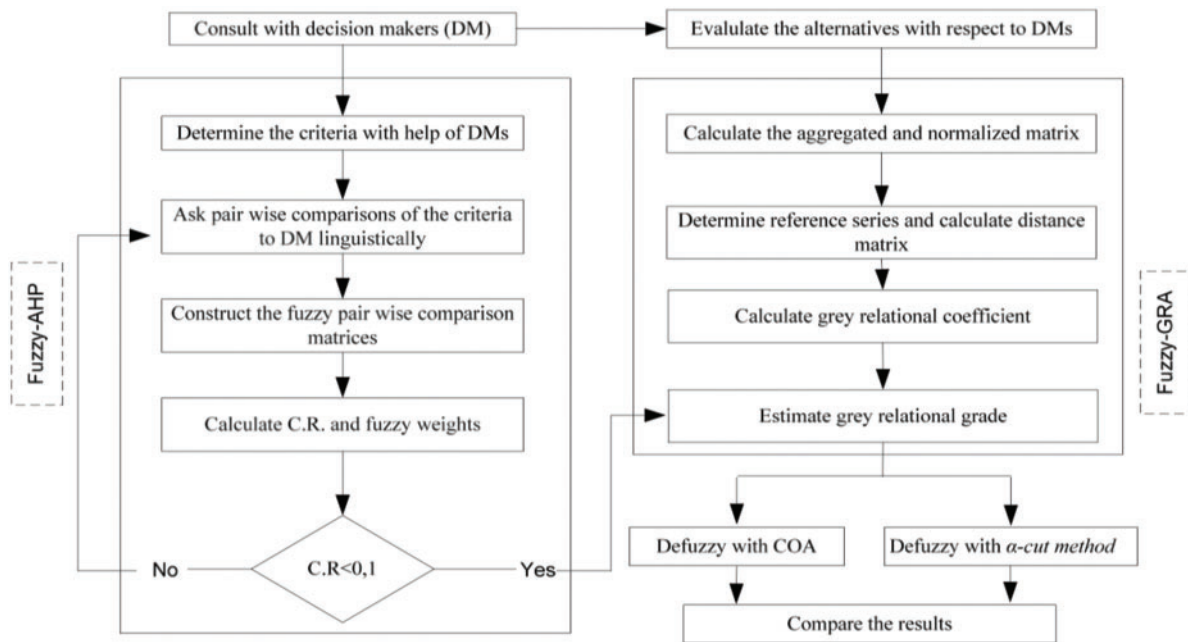 Consult with decision makers (DM)
Evalulate the alternatives with respect to DMs
Fuzzy-AHP
Determine the criteria with help of DMs
Ask pair wise comparisons of the criteria
to DM linguistically
Construct the fuzzy pair wise comparison
matrices
Calculate C.R. and fuzzy weights
C.R<0,1
No
Yes
Calculate the aggregated and normalized matrix
Determine reference series and calculate distance
matrix
Calculate grey relational coefficient
Estimate grey relational grade
Fuzzy-GRA
Defuzzy with COA
Defuzzy with α-cut method
Compare the results